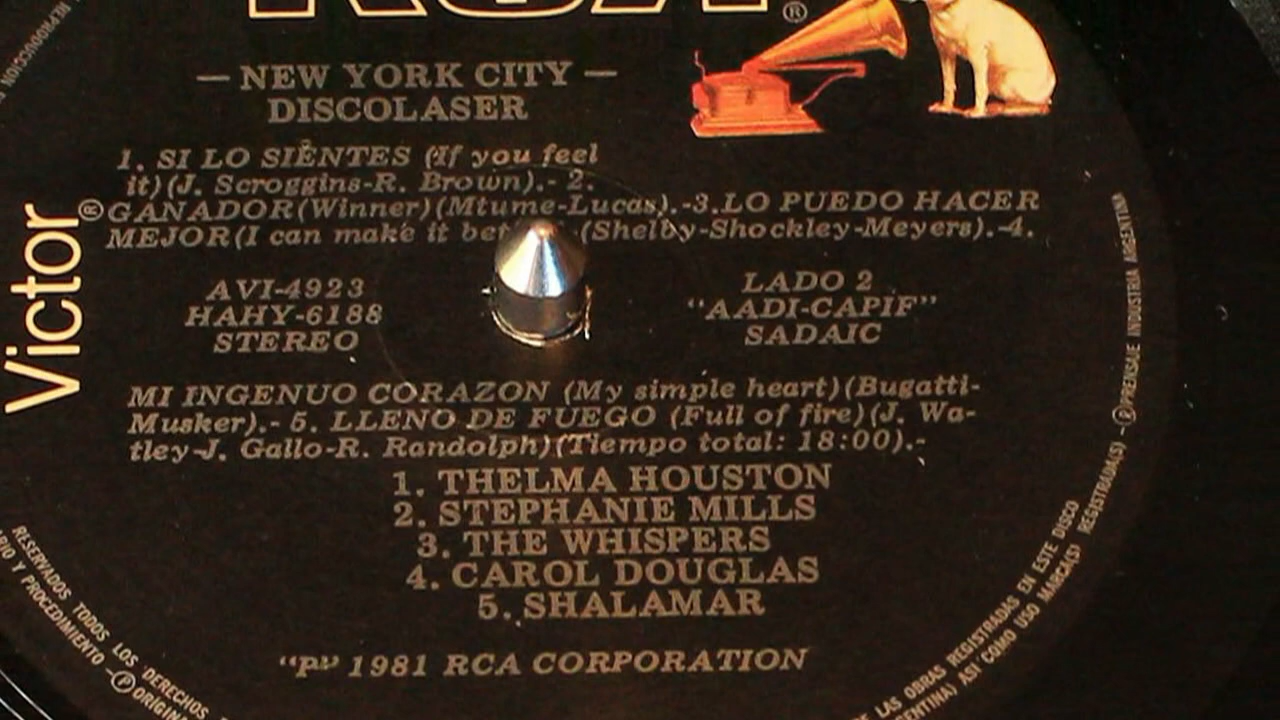 RCA ®
— NEW YORK CITY —
DISCOLASER
1. SI LO SIENTES (If you feel
it)(J. Scroggins-R. Brown).- 2.
GANADOR(Winner)(Mtume-Lucas).-3.LO PUEDO HACER
MEJOR(I can make it bet (Shelby-Shockley-Meyers).-4.
Victor ®
AVI-4923
HAHY-6188
STEREO
LADO 2
"AADI-CAPIF"
SADAIC
MI INGENUO CORAZON (My simple heart)(Bugatti-
Musker).- 5. LLENO DE FUEGO (Full of fire)(J. Wa-
tley-J. Gallo-R. Randolph)(Tiempo total: 18:00).-
1. THELMA HOUSTON
2. STEPHANIE MILLS
3. THE WHISPERS
4. CAROL DOUGLAS
5. SHALAMAR
"P" 1981 RCA CORPORATION
RESERVADOS TODOS LOS DERECHOS
Y PROCEDIMIENTO - Ⓟ
LAS OBRAS REGISTRADAS EN ESTE DISCO
ASI COMO USO MARCA(S) REGISTRADA(S) - Ⓡ PRENSAJE INDUSTRIA ARGENTINA
REPRODUCCION